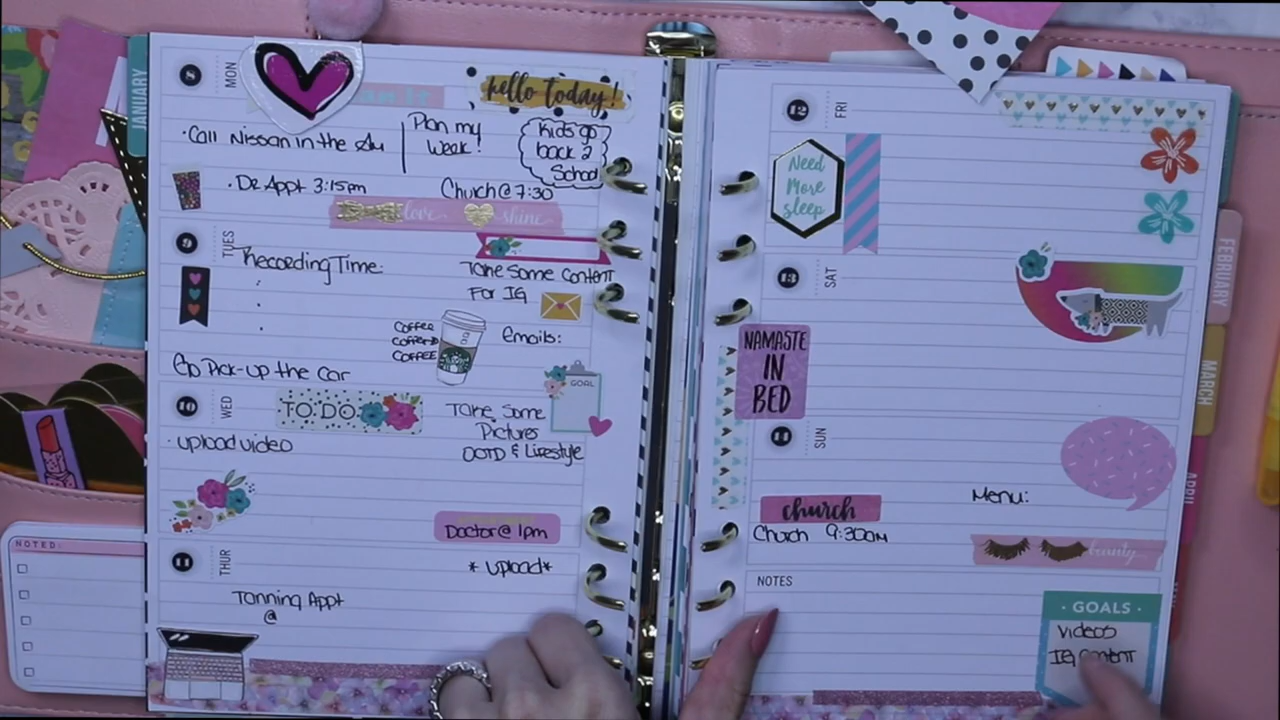 JANUARY
8 MON
hello today!
· Call Nissan in the AM
Plan my
Week!
Kids go
back 2
School
· DR Appt 3:15pm
Church @ 7:30
love
shine
9 TUES
Recording Time
Take Some Content
For IG
COFFEE
COFFEE
COFFEE
Emails:
Go Pick-up the Car
GOAL
10 WED
TO DO
Take Some
Pictures
OOTD & Lifestyle
· upload video
Doctor @ 1pm
11 THUR
* upload *
Tanning Appt
@
NOTED:
12 FRI
Need
More
sleep
13 SAT
NAMASTE
IN
BED
SUN
church
Menu:
Church 9:30am
beauty
NOTES
· GOALS ·
Videos
IG Content
FEBRUARY
MARCH
APRIL